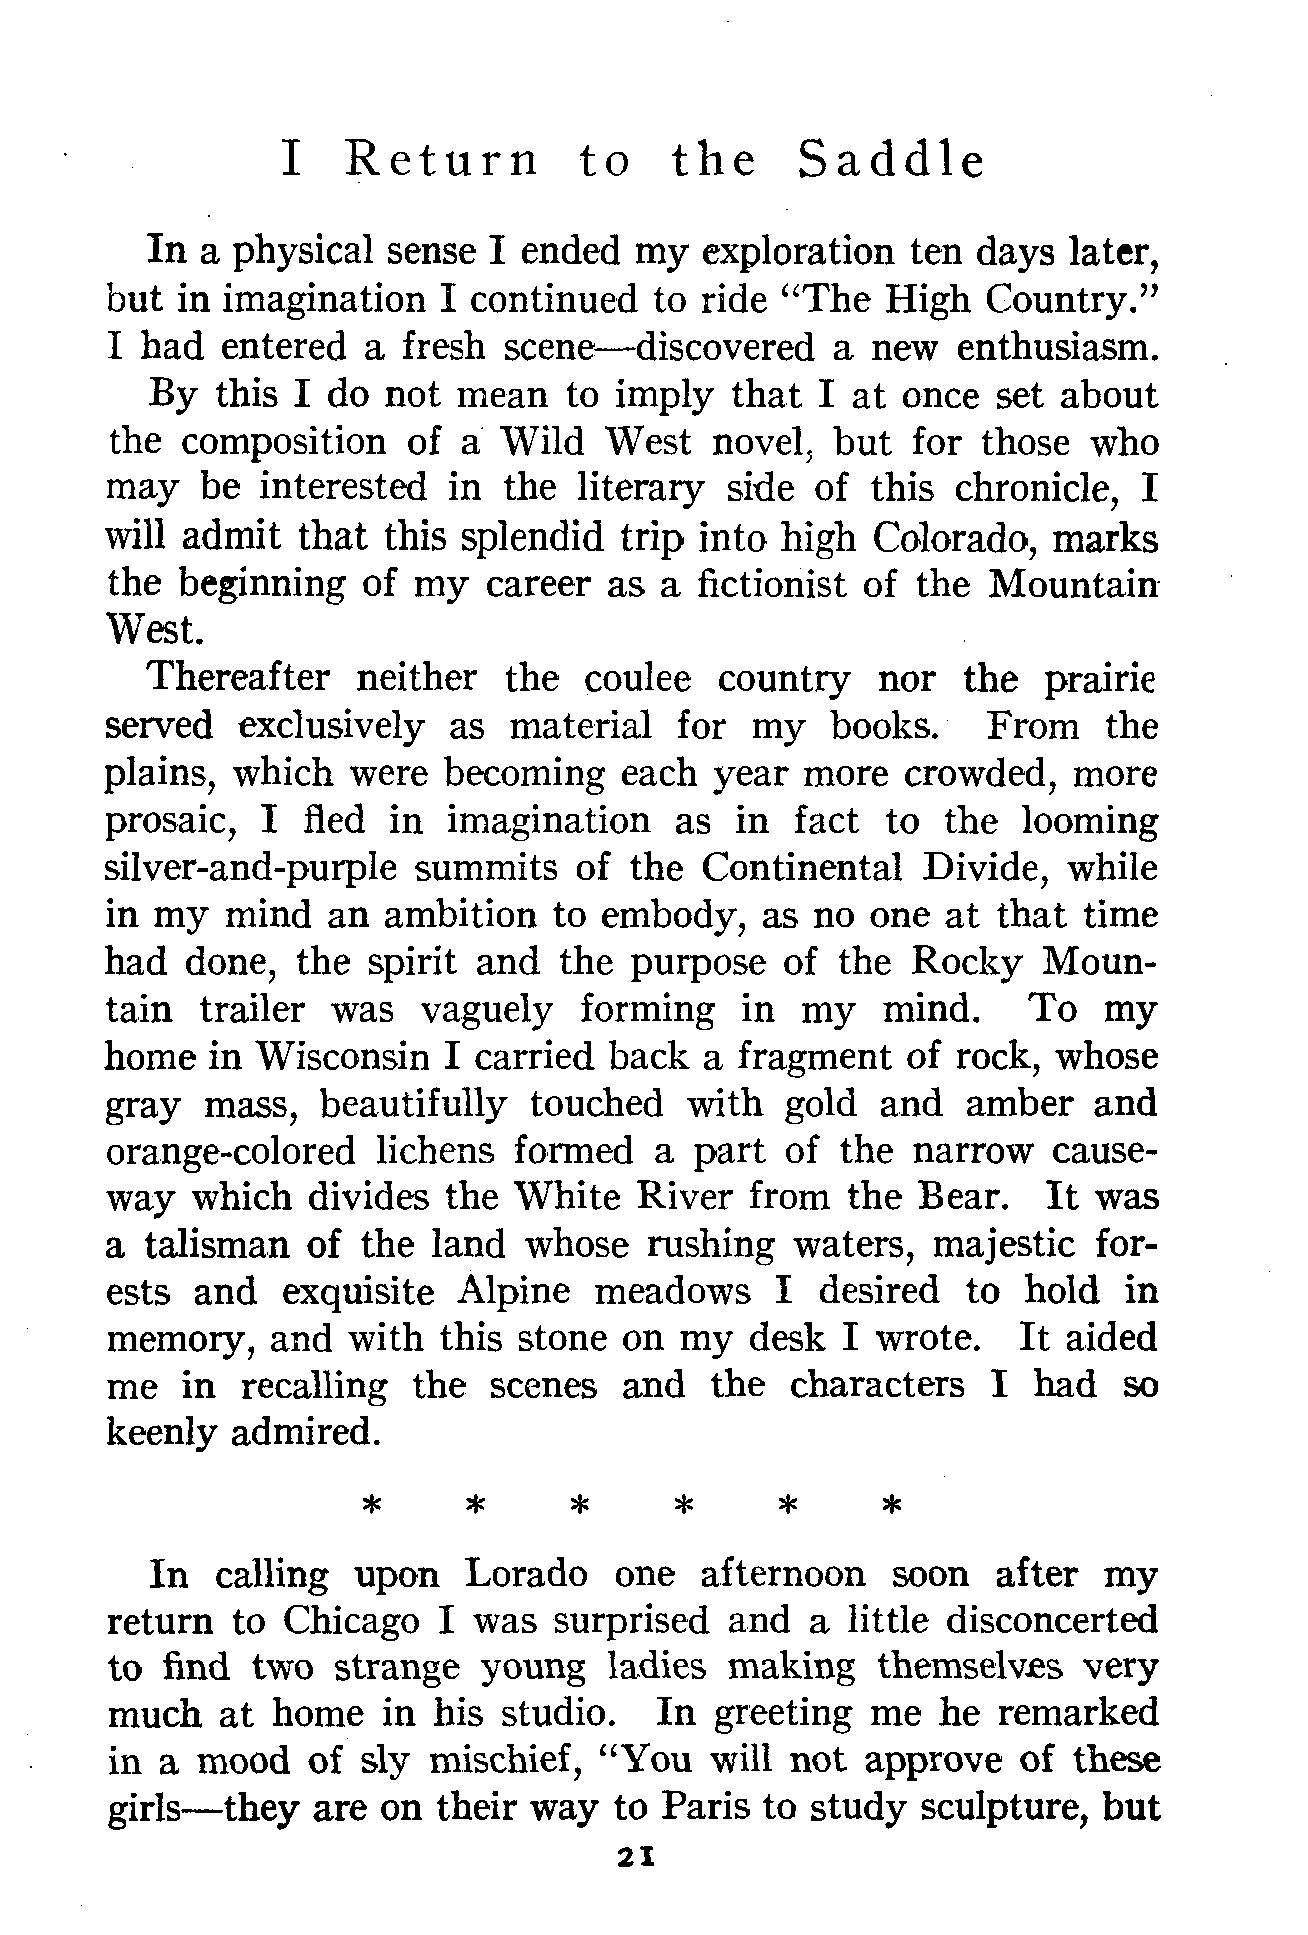 I Return to the Saddle
In a physical sense I ended my exploration ten days later,
but in imagination I continued to ride “The High Country.”
I had entered a fresh scene—discovered a new enthusiasm.
By this I do not mean to imply that I at once set about
the composition of a Wild West novel, but for those who
may be interested in the literary side of this chronicle, I
will admit that this splendid trip into high Colorado, marks
the beginning of my career as a fictionist of the Mountain
West.
Thereafter neither the coulee country nor the prairie
served exclusively as material for my books. From the
plains, which were becoming each year more crowded, more
prosaic, I fled in imagination as in fact to the looming
silver-and-purple summits of the Continental Divide, while
in my mind an ambition to embody, as no one at that time
had done, the spirit and the purpose of the Rocky Moun-
tain trailer was vaguely forming in my mind. To my
home in Wisconsin I carried back a fragment of rock, whose
gray mass, beautifully touched with gold and amber and
orange-colored lichens formed a part of the narrow cause-
way which divides the White River from the Bear. It was
a talisman of the land whose rushing waters, majestic for-
ests and exquisite Alpine meadows I desired to hold in
memory, and with this stone on my desk I wrote. It aided
me in recalling the scenes and the characters I had so
keenly admired.
* * * * * *
In calling upon Lorado one afternoon soon after my
return to Chicago I was surprised and a little disconcerted
to find two strange young ladies making themselves very
much at home in his studio. In greeting me he remarked
in a mood of sly mischief, “You will not approve of these
girls—they are on their way to Paris to study sculpture, but
21